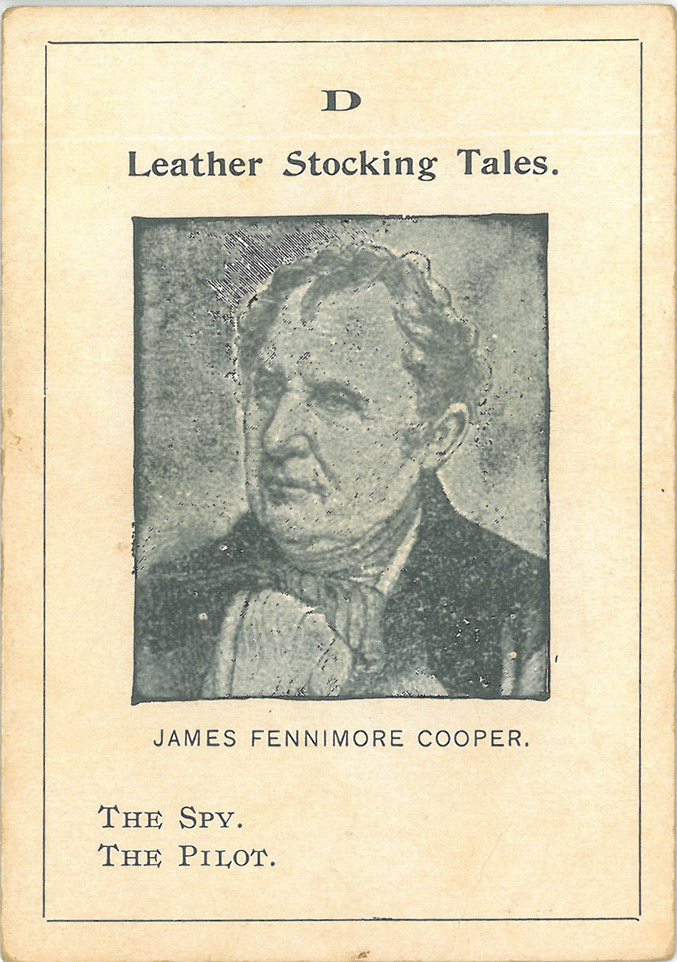 D
Leather Stocking Tales.
JAMES FENNIMORE COOPER.
THE SPY.
THE PILOT.